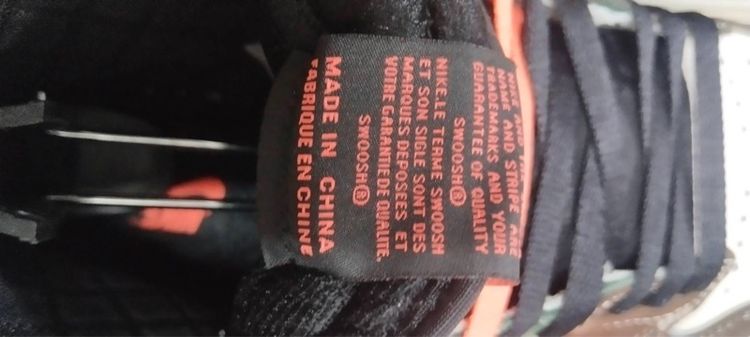 NIKE AND STRIPE ARE
TRADEMARKS AND YOUR
GUARANTEE OF QUALITY
SWOOSH®
NIKE.LE TERME SWOOSH
ET SON SIGLE SONT DES
MARQUES DEPOSEES ET
VOTRE GARANTIE DE QUALITE.
SWOOSH®
MADE IN CHINA
FABRIQUE EN CHINE